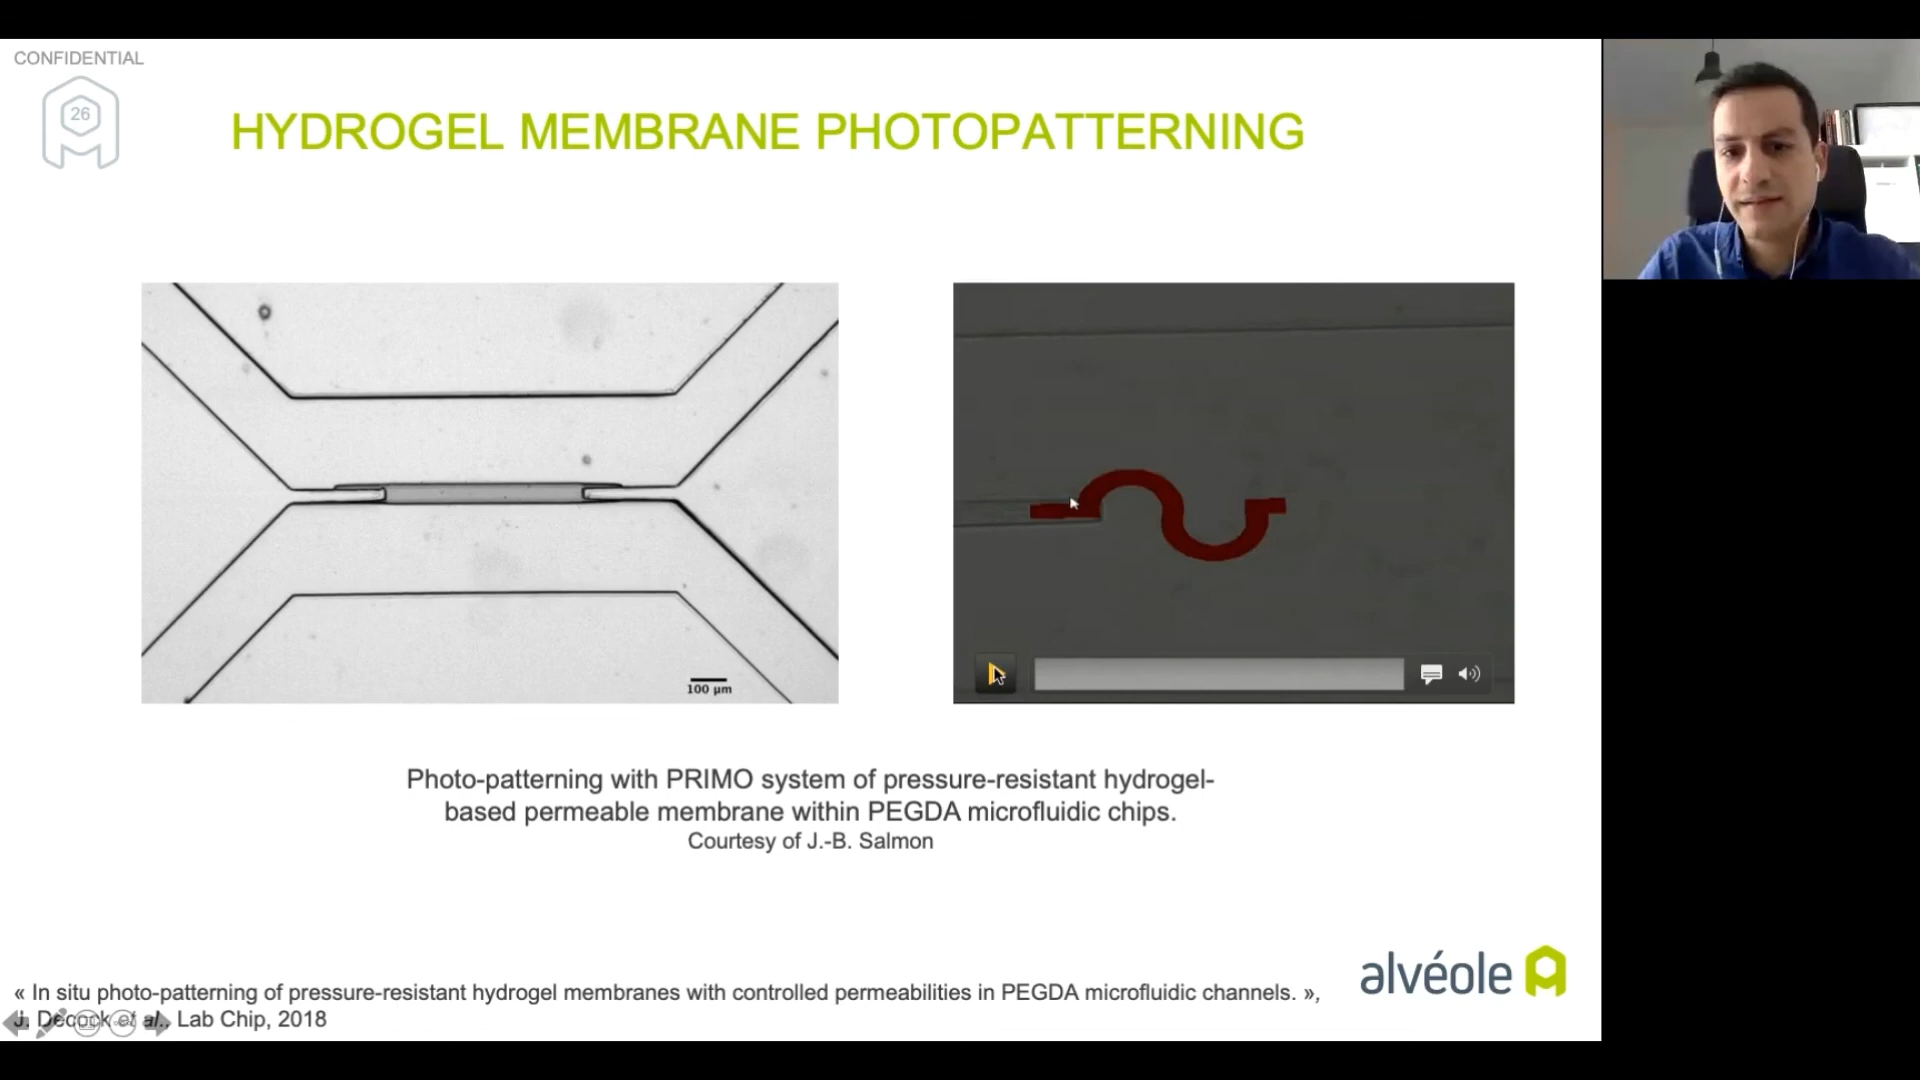 CONFIDENTIAL
26
HYDROGEL MEMBRANE PHOTOPATTERNING
100 µm
Photo-patterning with PRIMO system of pressure-resistant hydrogel-
based permeable membrane within PEGDA microfluidic chips.
Courtesy of J.-B. Salmon
alvéole
« In situ photo-patterning of pressure-resistant hydrogel membranes with controlled permeabilities in PEGDA microfluidic channels. »,
J. Decock et al., Lab Chip, 2018